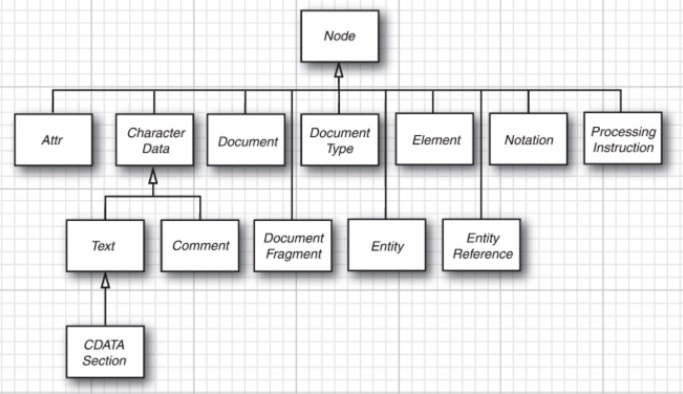 Node
Attr
Character
Data
Document
Document
Type
Element
Notation
Processing
Instruction
Text
Comment
Document
Fragment
Entity
Entity
Reference
CDATA
Section